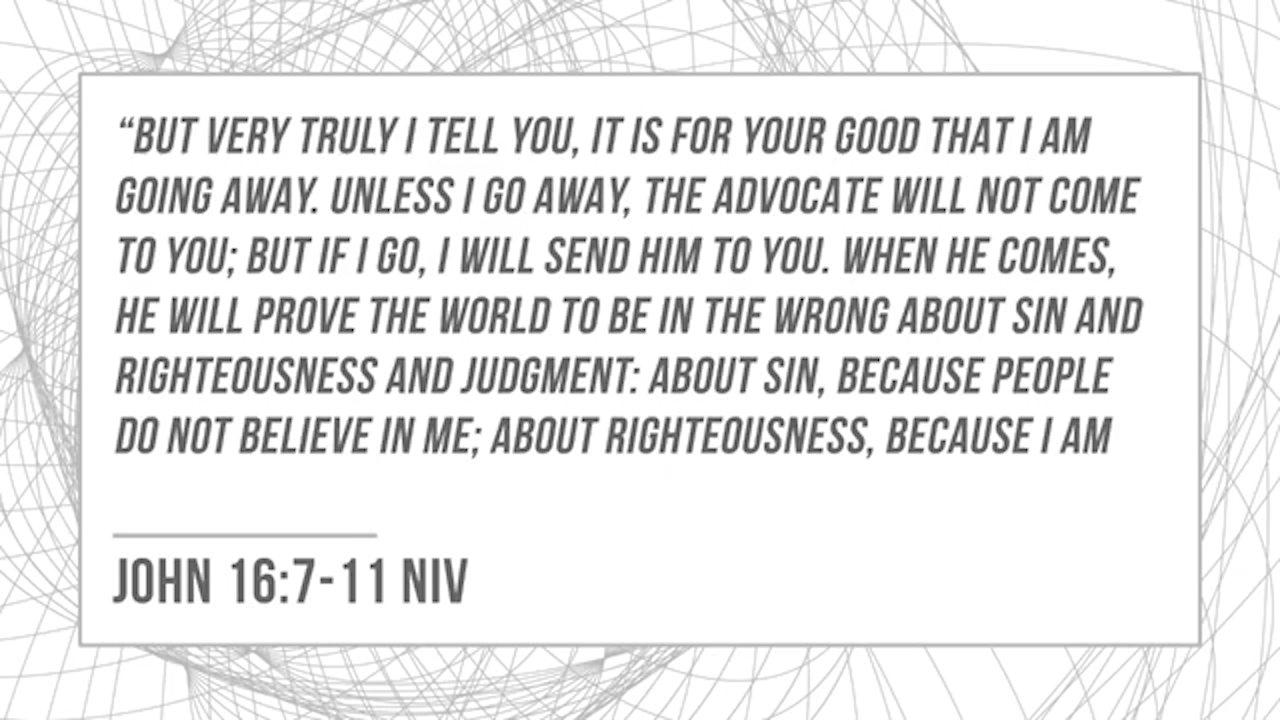 “BUT VERY TRULY I TELL YOU, IT IS FOR YOUR GOOD THAT I AM
GOING AWAY. UNLESS I GO AWAY, THE ADVOCATE WILL NOT COME
TO YOU; BUT IF I GO, I WILL SEND HIM TO YOU. WHEN HE COMES,
HE WILL PROVE THE WORLD TO BE IN THE WRONG ABOUT SIN AND
RIGHTEOUSNESS AND JUDGMENT: ABOUT SIN, BECAUSE PEOPLE
DO NOT BELIEVE IN ME; ABOUT RIGHTEOUSNESS, BECAUSE I AM
JOHN 16:7-11 NIV